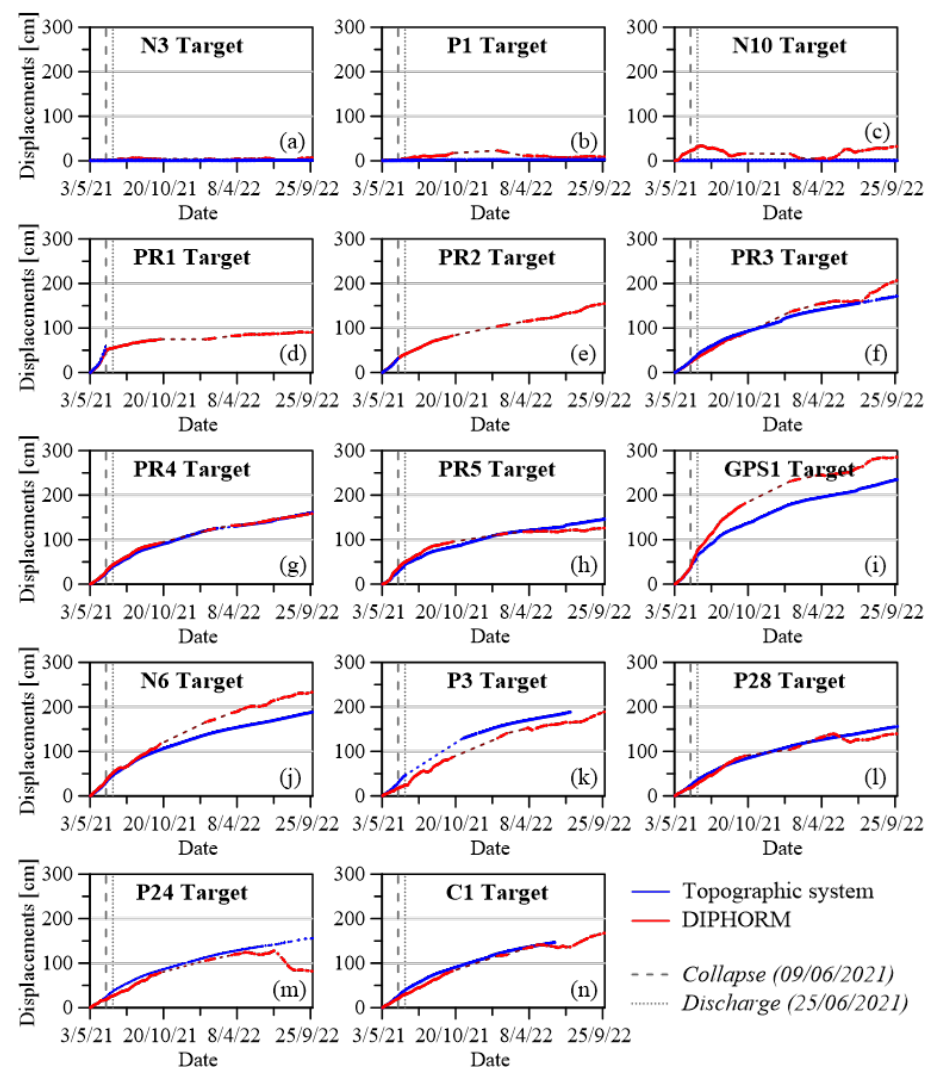 Displacements [cm]
300
200
100
0
N3 Target
(a)
3/5/21 20/10/21 8/4/22 25/9/22
Date
300
200
100
0
P1 Target
(b)
3/5/21 20/10/21 8/4/22 25/9/22
Date
300
200
100
0
N10 Target
(c)
3/5/21 20/10/21 8/4/22 25/9/22
Date
Displacements [cm]
300
200
100
0
PR1 Target
(d)
3/5/21 20/10/21 8/4/22 25/9/22
Date
300
200
100
0
PR2 Target
(e)
3/5/21 20/10/21 8/4/22 25/9/22
Date
300
200
100
0
PR3 Target
(f)
3/5/21 20/10/21 8/4/22 25/9/22
Date
Displacements [cm]
300
200
100
0
PR4 Target
(g)
3/5/21 20/10/21 8/4/22 25/9/22
Date
300
200
100
0
PR5 Target
(h)
3/5/21 20/10/21 8/4/22 25/9/22
Date
300
200
100
0
GPS1 Target
(i)
3/5/21 20/10/21 8/4/22 25/9/22
Date
Displacements [cm]
300
200
100
0
N6 Target
(j)
3/5/21 20/10/21 8/4/22 25/9/22
Date
300
200
100
0
P3 Target
(k)
3/5/21 20/10/21 8/4/22 25/9/22
Date
300
200
100
0
P28 Target
(l)
3/5/21 20/10/21 8/4/22 25/9/22
Date
Displacements [cm]
300
200
100
0
P24 Target
(m)
3/5/21 20/10/21 8/4/22 25/9/22
Date
300
200
100
0
C1 Target
(n)
3/5/21 20/10/21 8/4/22 25/9/22
Date
Topographic system
DIPHORM
Collapse (09/06/2021)
Discharge (25/06/2021)